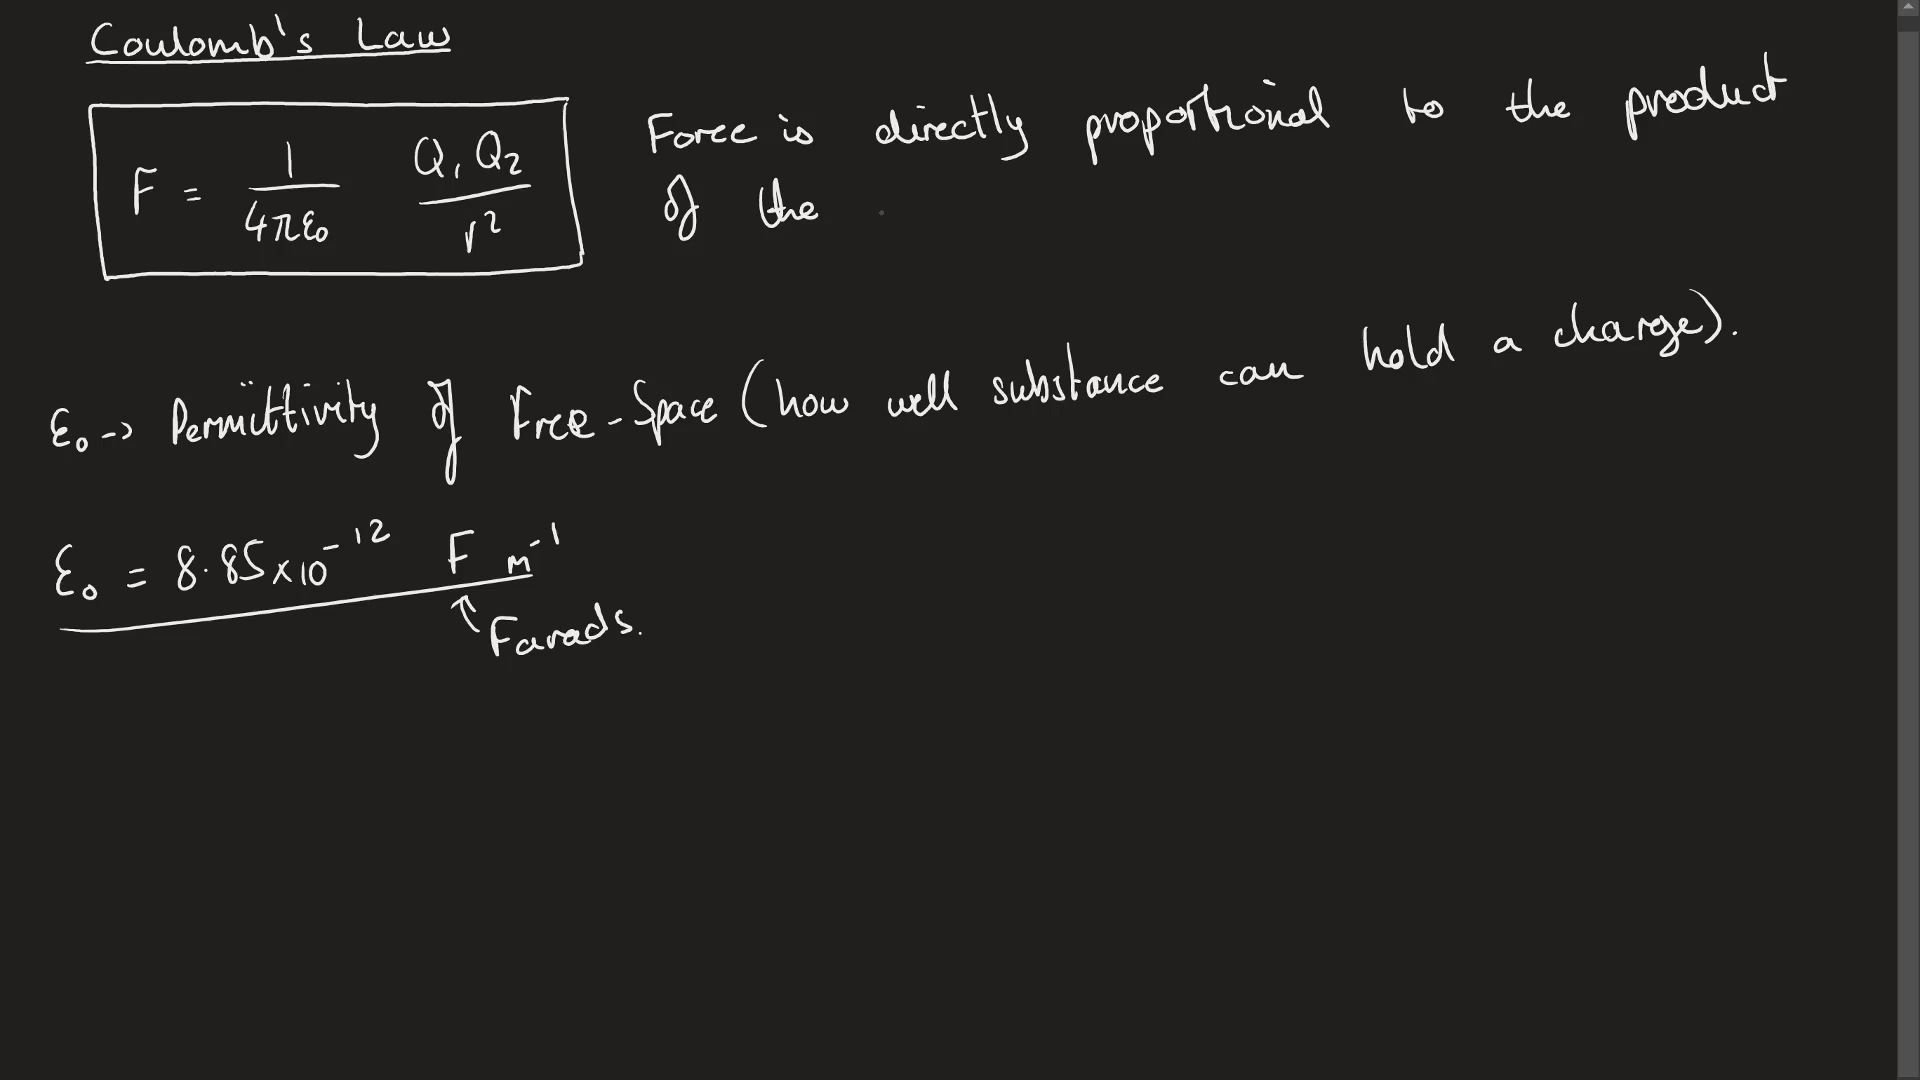 Coulomb's Law
F = 1/4πε₀ Q₁Q₂/r²
Force is directly proportional to the product
of the
ε₀ -> Permittivity of Free-Space (how well substance can hold a charge).
ε₀ = 8.85×10⁻¹² F m⁻¹
↑ Farads.